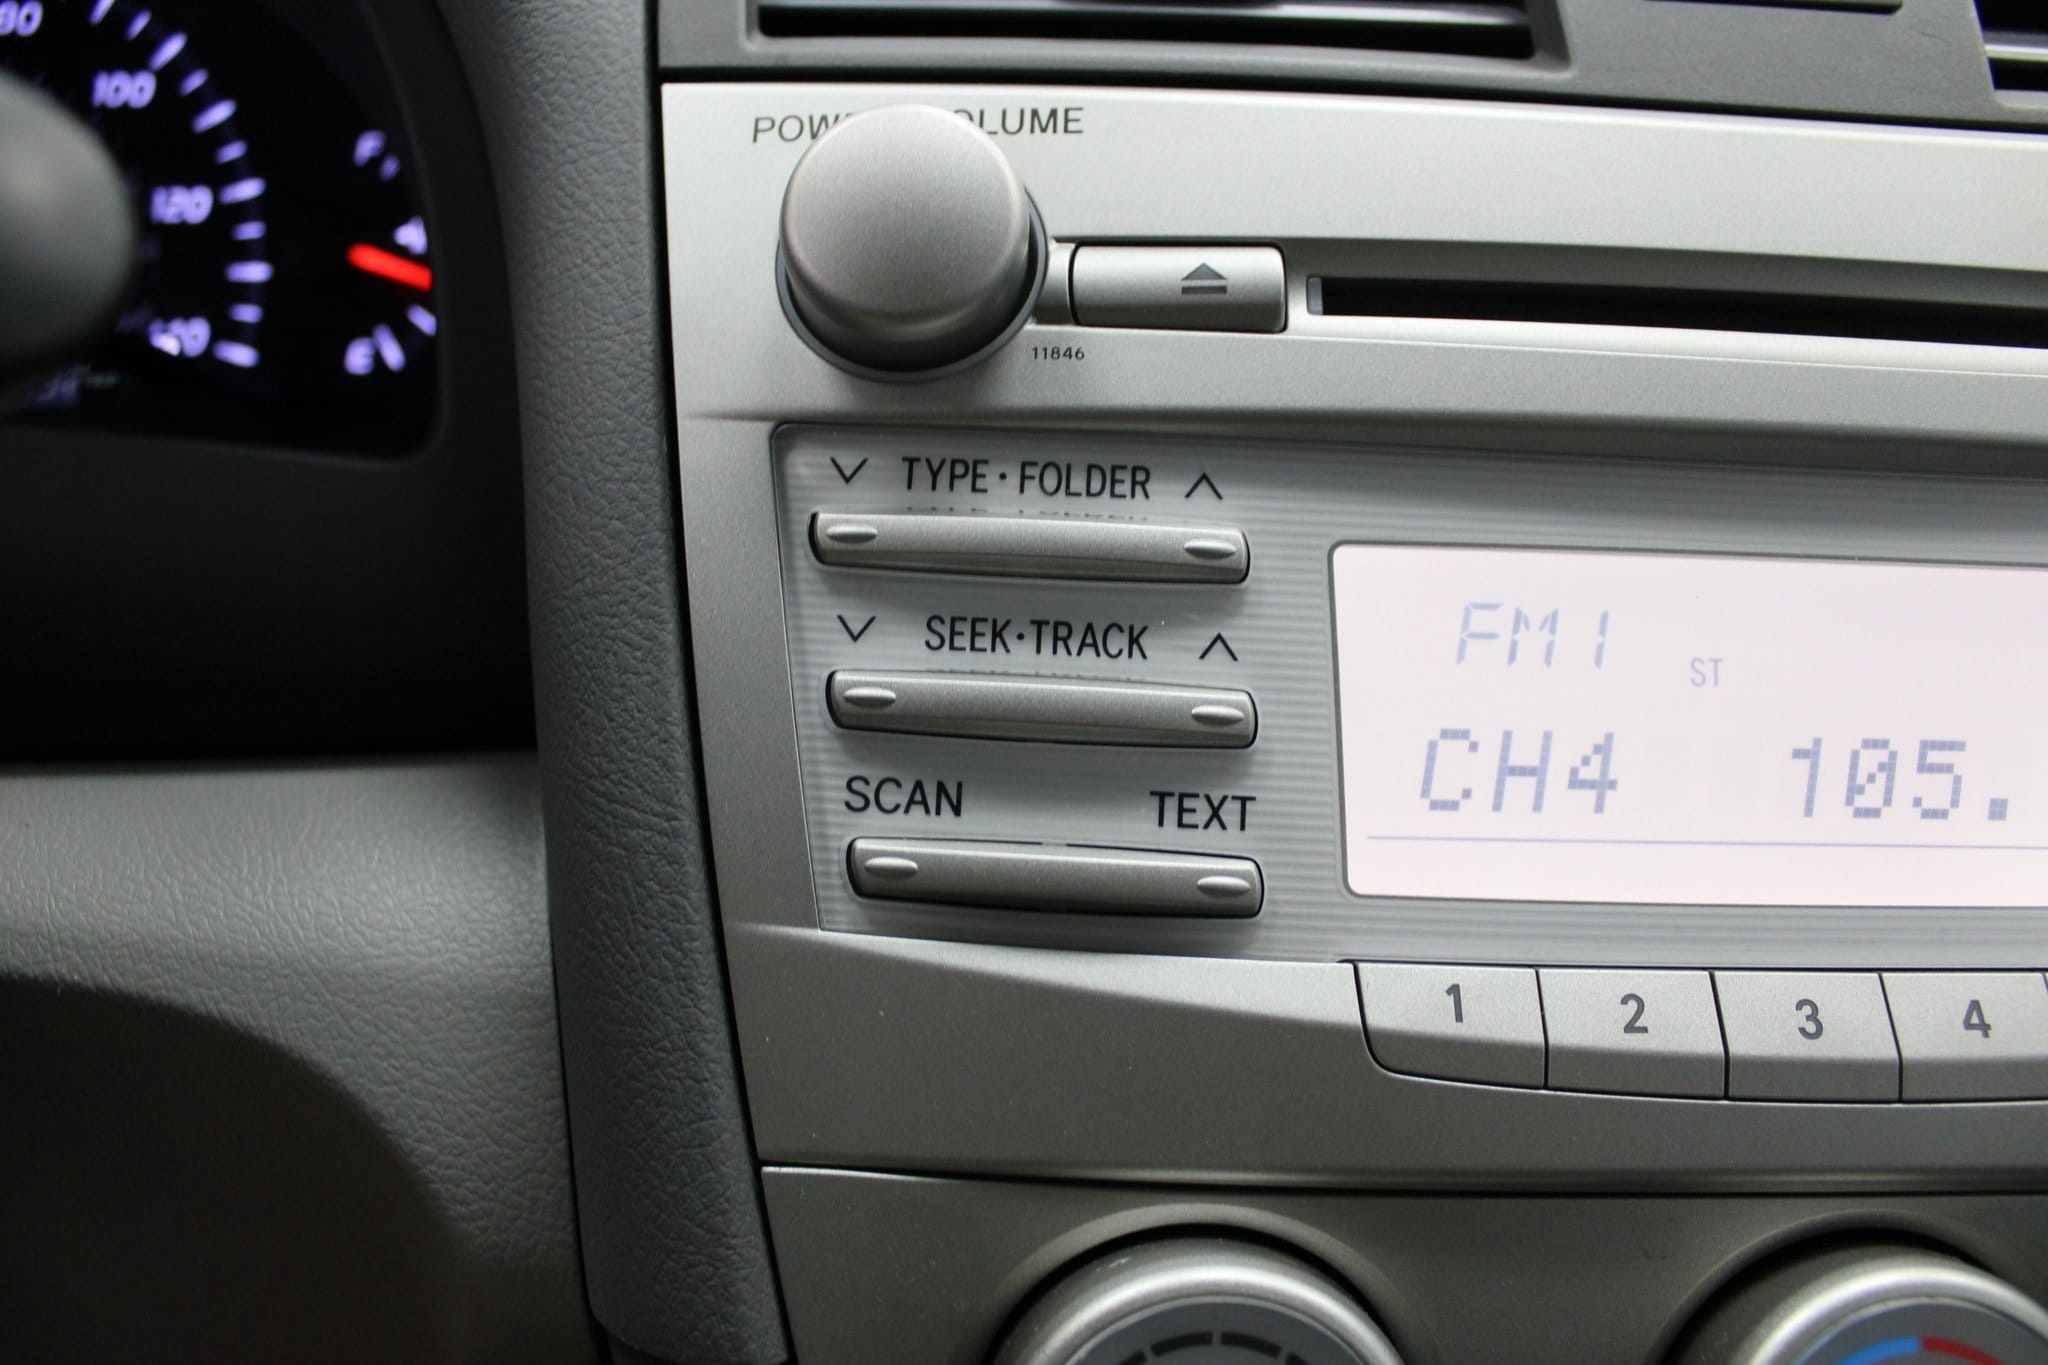 80
100
120
F
E
POW OLUME
11846
TYPE·FOLDER
SEEK·TRACK
SCAN TEXT
FM1 ST
CH4 105.
1 2 3 4